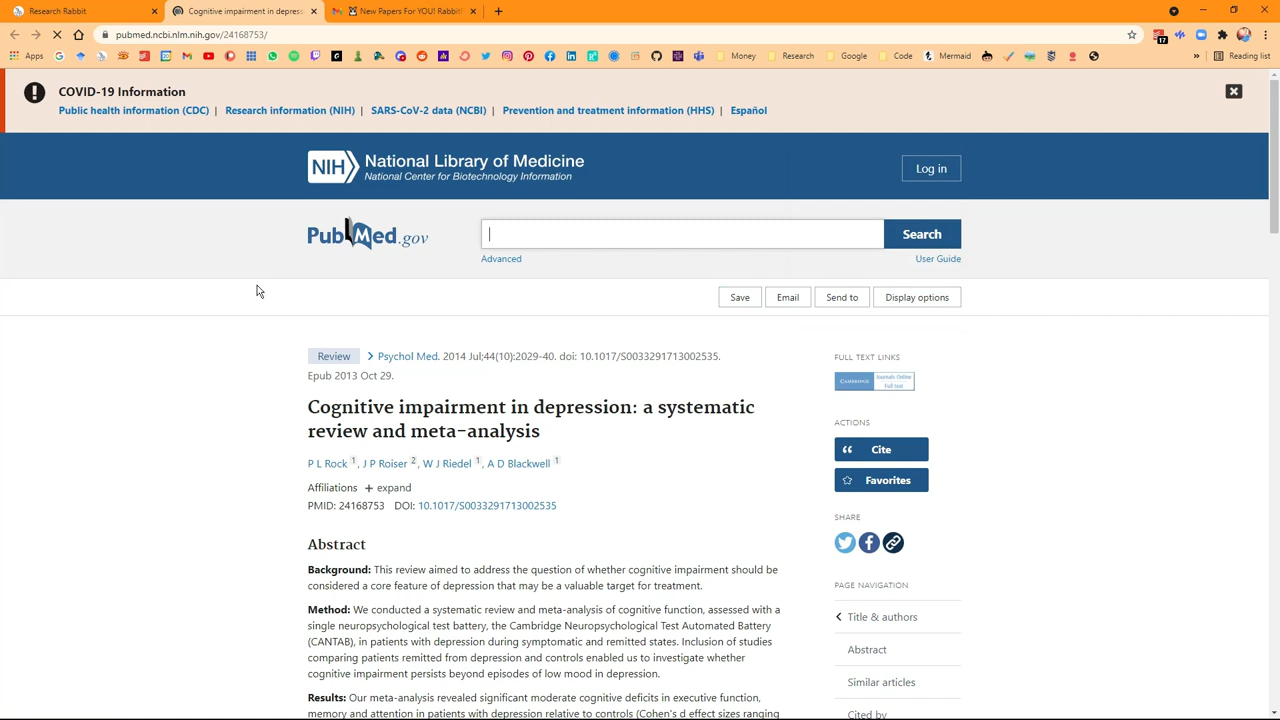 Research Rabbit
Cognitive impairment in depress
New Papers For YOU! Rabbit!
pubmed.ncbi.nlm.nih.gov/24168753/
17
Apps
Money
Research
Google
Code
Mermaid
Reading list
COVID-19 Information
Public health information (CDC) | Research information (NIH) | SARS-CoV-2 data (NCBI) | Prevention and treatment information (HHS) | Español
NIH National Library of Medicine
National Center for Biotechnology Information
Log in
PubMed.gov
Search
Advanced
User Guide
Save
Email
Send to
Display options
Review > Psychol Med. 2014 Jul;44(10):2029-40. doi: 10.1017/S0033291713002535.
Epub 2013 Oct 29.
Cognitive impairment in depression: a systematic
review and meta-analysis
P L Rock 1, J P Roiser 2, W J Riedel 1, A D Blackwell 1
Affiliations + expand
PMID: 24168753 DOI: 10.1017/S0033291713002535
Abstract
Background: This review aimed to address the question of whether cognitive impairment should be
considered a core feature of depression that may be a valuable target for treatment.
Method: We conducted a systematic review and meta-analysis of cognitive function, assessed with a
single neuropsychological test battery, the Cambridge Neuropsychological Test Automated Battery
(CANTAB), in patients with depression during symptomatic and remitted states. Inclusion of studies
comparing patients remitted from depression and controls enabled us to investigate whether
cognitive impairment persists beyond episodes of low mood in depression.
Results: Our meta-analysis revealed significant moderate cognitive deficits in executive function,
memory and attention in patients with depression relative to controls (Cohen's d effect sizes ranging
FULL TEXT LINKS
CAMBRIDGE Journals Online
Full text
ACTIONS
Cite
Favorites
SHARE
PAGE NAVIGATION
Title & authors
Abstract
Similar articles
Cited by